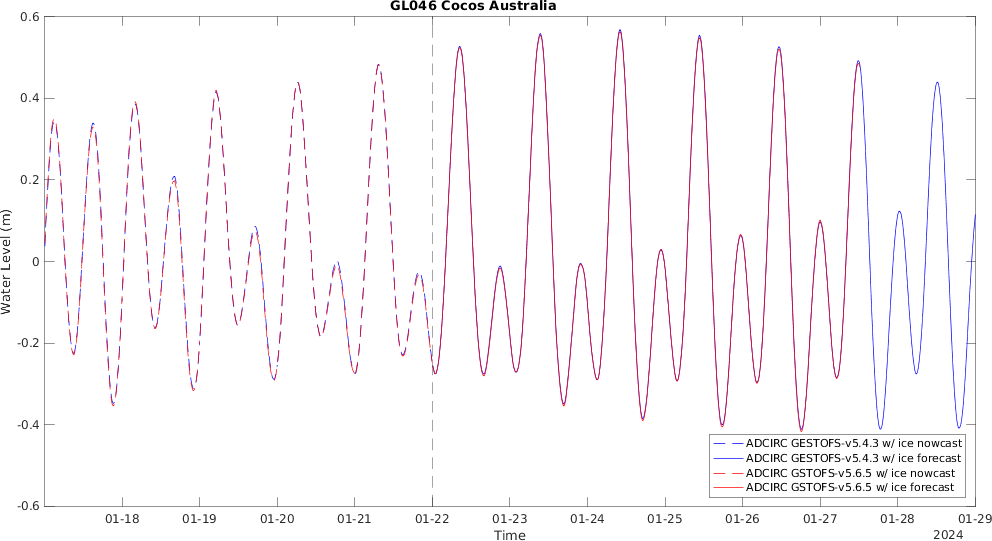 GL046 Cocos Australia
0.6
0.4
0.2
0
-0.2
-0.4
-0.6
Water Level (m)
01-18 01-19 01-20 01-21 01-22 01-23 01-24 01-25 01-26 01-27 01-28 01-29
Time
2024
ADCIRC GESTOFS-v5.4.3 w/ ice nowcast
ADCIRC GESTOFS-v5.4.3 w/ ice forecast
ADCIRC GSTOFS-v5.6.5 w/ ice nowcast
ADCIRC GSTOFS-v5.6.5 w/ ice forecast